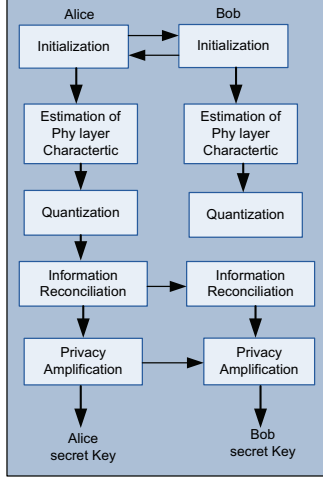 Alice Bob
Initialization Initialization
Estimation of Estimation of
Phy layer Phy layer
Charactertic Charactertic
Quantization Quantization
Information Information
Reconciliation Reconciliation
Privacy Privacy
Amplification Amplification
Alice Bob
secret Key secret Key